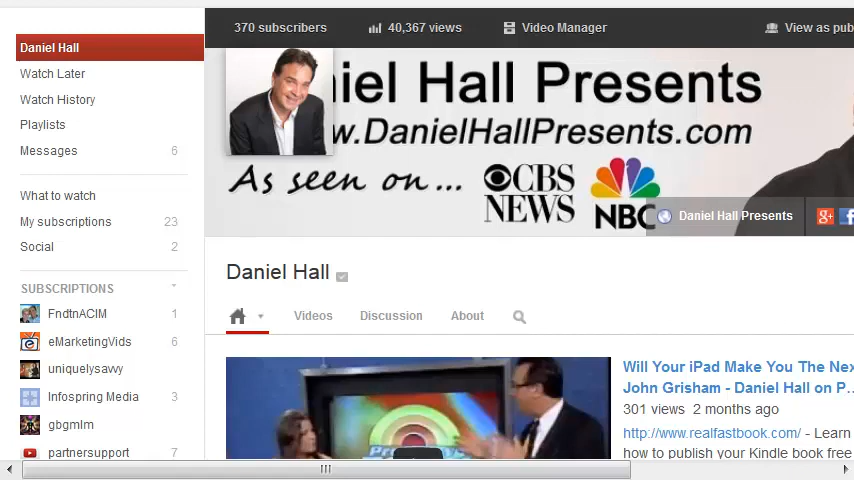 370 subscribers 40,367 views Video Manager View as pub
Daniel Hall
Watch Later
Watch History
Playlists
Messages 6
What to watch
My subscriptions 23
Social 2
SUBSCRIPTIONS
FndtnACIM 1
eMarketingVids 6
uniquelysavvy
Infospring Media 3
gbgmlm
partnersupport 7
niel Hall Presents
w.DanielHallPresents.com
As seen on...
CBS
NEWS
NBC
Daniel Hall Presents
Daniel Hall
Videos Discussion About
Will Your iPad Make You The Nex
John Grisham - Daniel Hall on P...
301 views 2 months ago
http://www.realfastbook.com/ - Learn
how to publish your Kindle book free